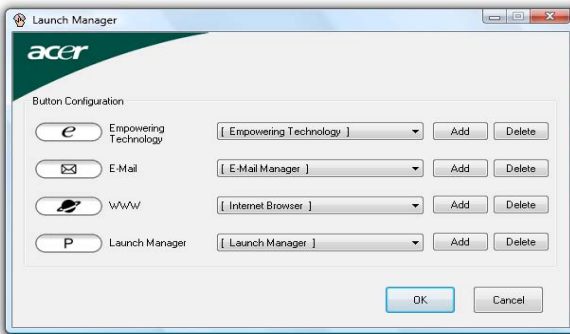 Launch Manager
acer
Button Configuration
e Empowering Technology [ Empowering Technology ] Add Delete
E-Mail [ E-Mail Manager ] Add Delete
WWW [ Internet Browser ] Add Delete
P Launch Manager [ Launch Manager ] Add Delete
OK Cancel